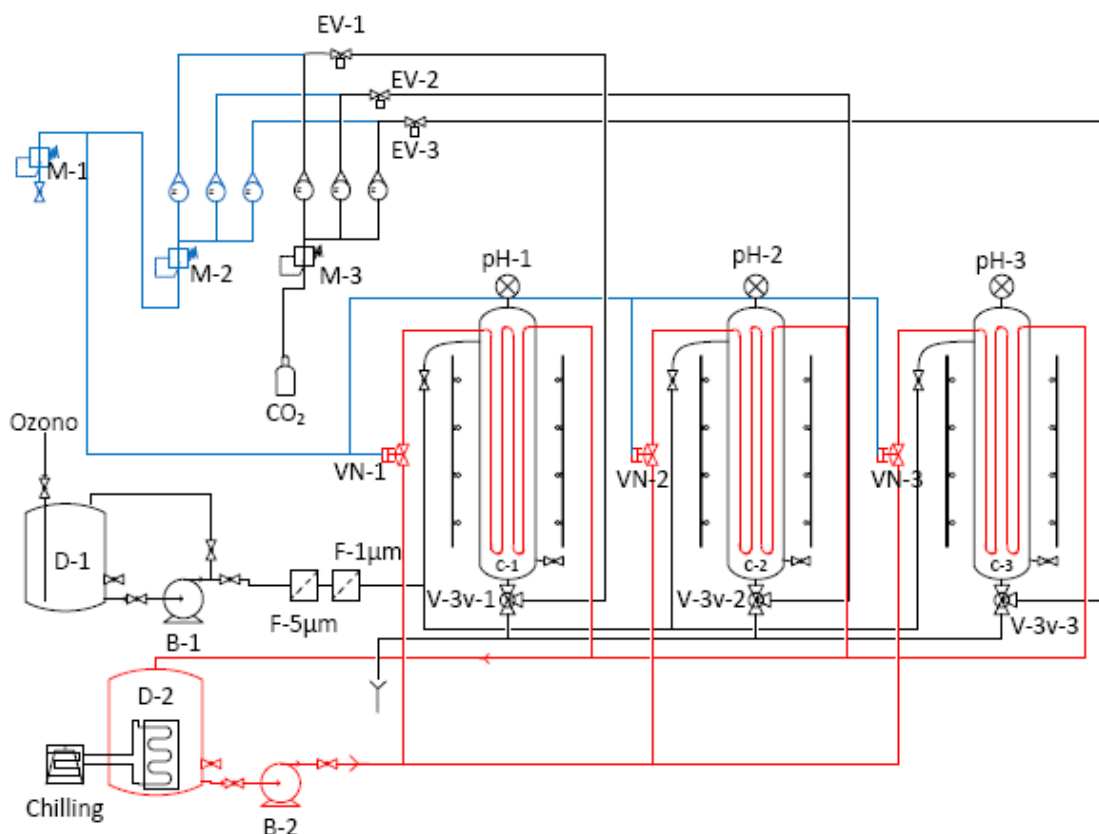 EV-1
EV-2
EV-3
M-1
M-2
M-3
pH-1
pH-2
pH-3
CO₂
Ozono
VN-1
VN-2
VN-3
D-1
F-1µm
F-5µm
B-1
C-1
C-2
C-3
V-3v-1
V-3v-2
V-3v-3
D-2
Chilling
B-2